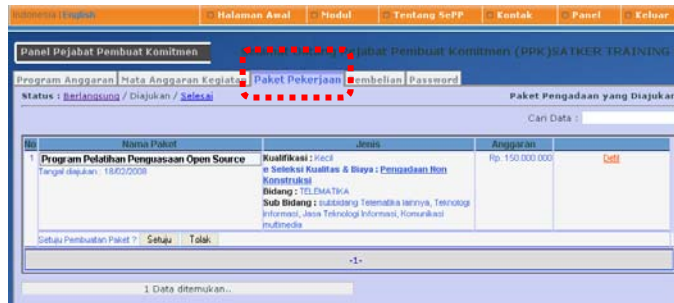 Indonesia | English
Halaman Awal
Modul
Tentang SePP
Kontak
Panel
Keluar
Panel Pejabat Pembuat Komitmen
Pejabat Pembuat Komitmen (PPK)SATKER TRAINING
Program Anggaran
Mata Anggaran Kegiatan
Paket Pekerjaan
Pembelian
Password
Status : Berlangsung / Diajukan / Selesai
Paket Pengadaan yang Diajukan
Cari Data :
No
Nama Paket
Jenis
Anggaran
1
Program Pelatihan Penguasaan Open Source
Tangal diajukan : 18/02/2008
Kualifikasi : Kecil
e Seleksi Kualitas & Biaya : Pengadaan Non
Konstruksi
Bidang : TELEMATIKA
Sub Bidang : subbidang Telematika lainnya, Teknologi
Informasi, Jasa Teknologi Informasi, Komunikasi
multimedia
Rp. 150.000.000
Detil
Setuju Pembuatan Paket ? Setuju Tolak
-1-
1 Data ditemukan..